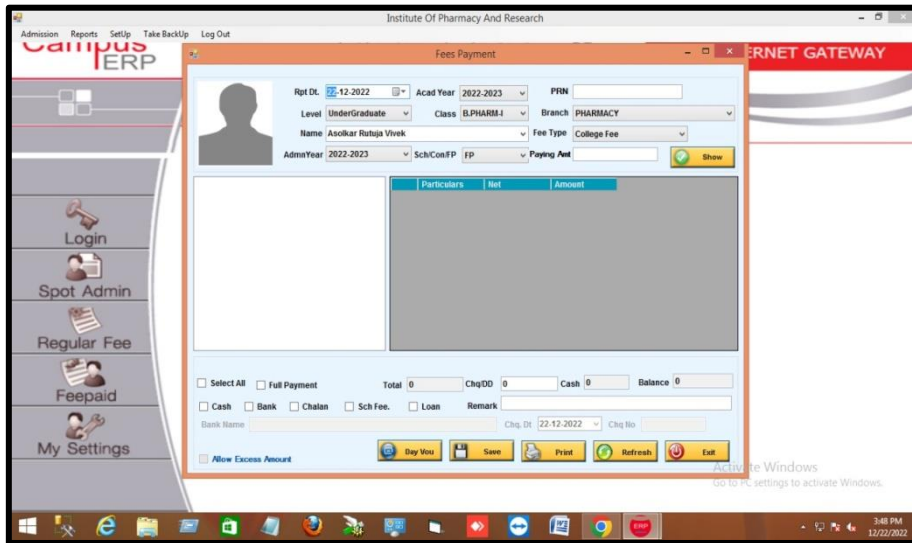 Institute Of Pharmacy And Research
Admission Reports SetUp Take BackUp Log Out
Campus
ERP
ERNET GATEWAY
Fees Payment
Rpt Dt. 22-12-2022 Acad Year 2022-2023 PRN
Level UnderGraduate Class B.PHARM-I Branch PHARMACY
Name Asolkar Rutuja Vivek Fee Type College Fee
AdmnYear 2022-2023 Sch/Con/FP FP Paying Amt Show
Particulars Net Amount
Login
Spot Admin
Regular Fee
Feepaid
My Settings
Select All Full Payment Total 0 Chq/DD 0 Cash 0 Balance 0
Cash Bank Chalan Sch Fee. Loan Remark
Bank Name Chq. Dt 22-12-2022 Chq No
Allow Excess Amount Day Vou Save Print Refresh Exit
Activate Windows
Go to PC settings to activate Windows.
ERP
3:48 PM
12/22/2022